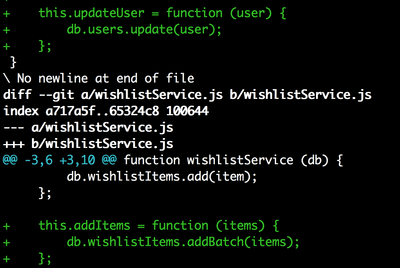 +    this.updateUser = function (user) {
+        db.users.update(user);
+    };
 }
\ No newline at end of file
diff --git a/wishlistService.js b/wishlistService.js
index a717a5f..65324c8 100644
--- a/wishlistService.js
+++ b/wishlistService.js
@@ -3,6 +3,10 @@ function wishlistService (db) {
         db.wishlistItems.add(item);
     };

+    this.addItems = function (items) {
+        db.wishlistItems.addBatch(items);
+    };